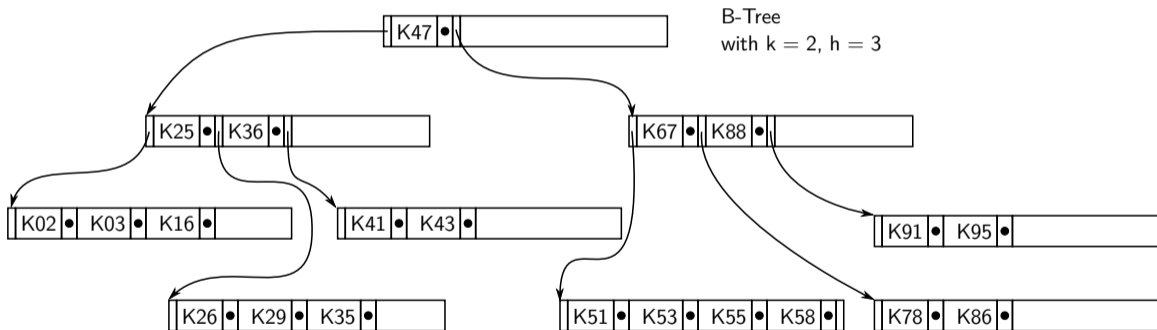 K47
B-Tree
with k = 2, h = 3
K25 K36
K67 K88
K02 K03 K16
K41 K43
K91 K95
K26 K29 K35
K51 K53 K55 K58
K78 K86